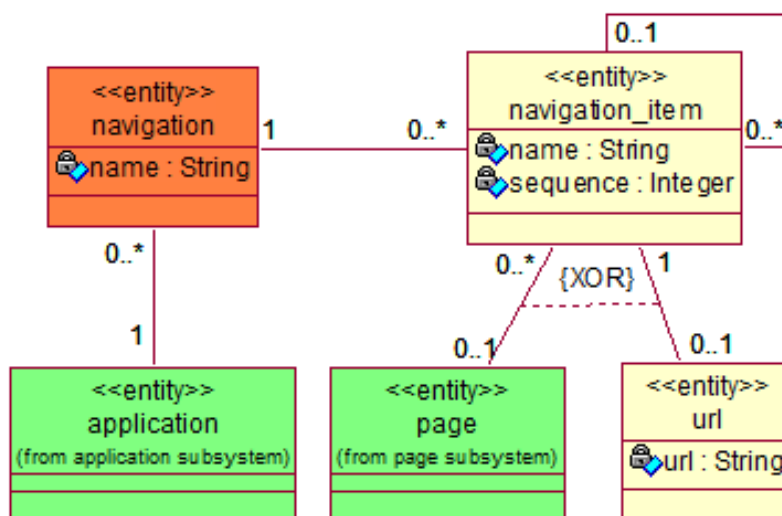 0..1
<<entity>>
navigation_item
name : String
sequence : Integer
0..*
<<entity>>
navigation
name : String
1
0..*
0..*
1
0..*
{XOR}
1
0..1
0..1
<<entity>>
application
(from application subsystem)
<<entity>>
page
(from page subsystem)
<<entity>>
url
url : String